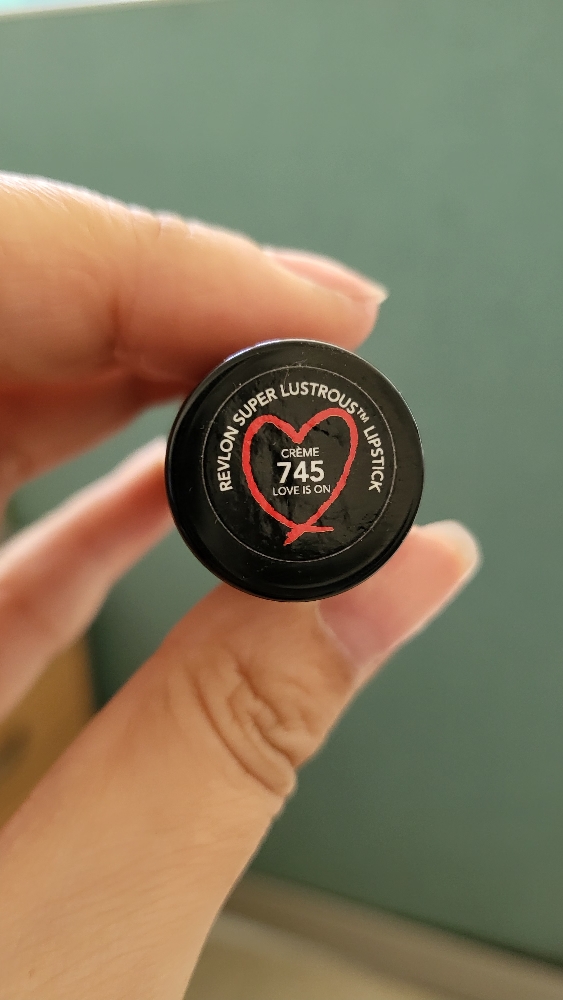 REVLON SUPER LUSTROUS™ LIPSTICK
CRÈME
745
LOVE IS ON